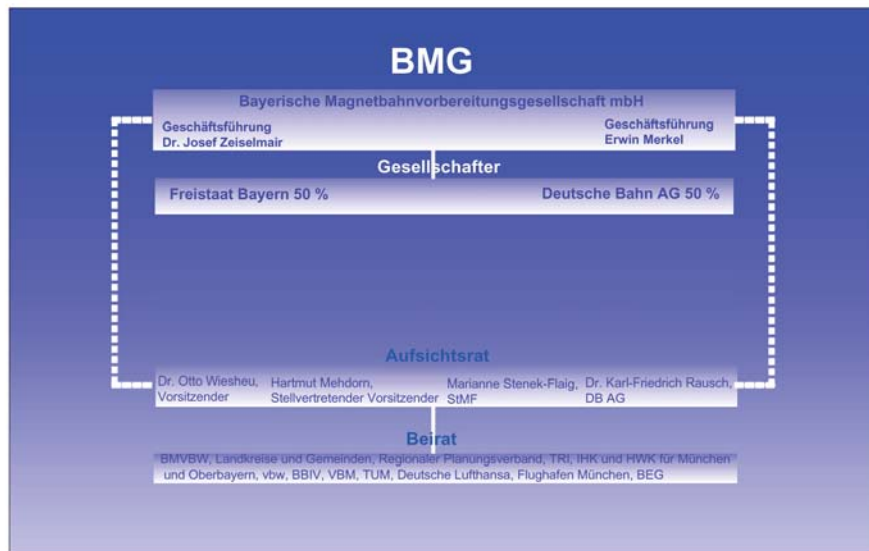 BMG
Bayerische Magnetbahnvorbereitungsgesellschaft mbH
Geschäftsführung
Dr. Josef Zeiselmair
Geschäftsführung
Erwin Merkel
Gesellschafter
Freistaat Bayern 50 %
Deutsche Bahn AG 50 %
Aufsichtsrat
Dr. Otto Wiesheu,
Vorsitzender
Hartmut Mehdorn,
Stellvertretender Vorsitzender
Marianne Stenek-Flaig,
StMF
Dr. Karl-Friedrich Rausch,
DB AG
Beirat
BMVBW, Landkreise und Gemeinden, Regionaler Planungsverband, TRI, IHK und HWK für München
und Oberbayern, vbw, BBIV, VBM, TUM, Deutsche Lufthansa, Flughafen München, BEG